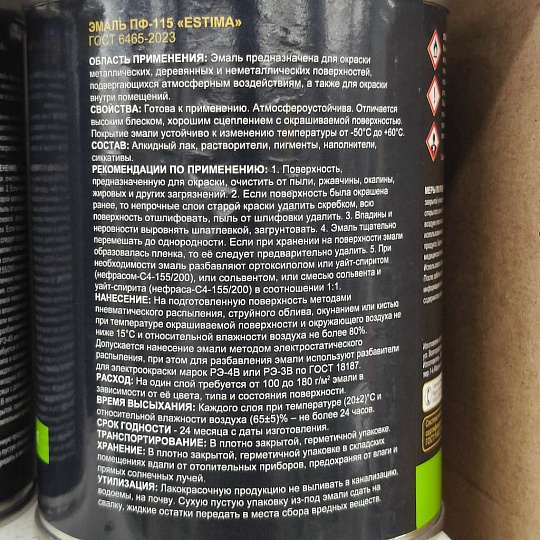 ЭМАЛЬ ПФ-115 «ESTIMA»
ГОСТ 6465-2023
ОБЛАСТЬ ПРИМЕНЕНИЯ: Эмаль предназначена для окраски
металлических, деревянных и неметаллических поверхностей,
подвергающихся атмосферным воздействиям, а также для окраски
внутри помещений.
СВОЙСТВА: Готова к применению. Атмосфероустойчива. Отличается
высоким блеском, хорошим сцеплением с окрашиваемой поверхностью.
Покрытие эмали устойчиво к изменению температуры от -50°С до +60°С.
СОСТАВ: Алкидный лак, растворители, пигменты, наполнители,
сиккативы.
РЕКОМЕНДАЦИИ ПО ПРИМЕНЕНИЮ: 1. Поверхность,
предназначенную для окраски, очистить от пыли, ржавчины, окалины,
жировых и других загрязнений. 2. Если поверхность была окрашена
ранее, то непрочные слои старой краски удалить скребком, всю
поверхность отшлифовать, пыль от шлифовки удалить. 3. Впадины и
неровности выровнять шпатлевкой, загрунтовать. 4. Эмаль тщательно
перемешать до однородности. Если при хранении на поверхности эмали
образовалась пленка, то её следует предварительно удалить. 5. При
необходимости эмаль разбавляют ортоксилолом или уайт-спиритом
(нефрасом-С4-155/200), или сольвентом, или смесью сольвента и
уайт-спирита (нефраса-С4-155/200) в соотношении 1:1.
НАНЕСЕНИЕ: На подготовленную поверхность методами
пневматического распыления, струйного облива, окунанием или кистью
при температуре окрашиваемой поверхности и окружающего воздуха не
ниже 15°С и относительной влажности воздуха не более 80%.
Допускается нанесение эмали методом электростатического
распыления, при этом для разбавления эмали используют разбавители
для электроокраски марок РЭ-4В или РЭ-3В по ГОСТ 18187.
РАСХОД: На один слой требуется от 100 до 180 г/м² эмали в
зависимости от её цвета, типа и состояния поверхности.
ВРЕМЯ ВЫСЫХАНИЯ: Каждого слоя при температуре (20±2)°С и
относительной влажности воздуха (65±5)% – не более 24 часов.
СРОК ГОДНОСТИ - 24 месяца с даты изготовления.
ТРАНСПОРТИРОВАНИЕ: В плотно закрытой, герметичной упаковке.
ХРАНЕНИЕ: В плотно закрытой, герметичной упаковке в складских
помещениях вдали от отопительных приборов, предохраняя от влаги и
прямых солнечных лучей.
УТИЛИЗАЦИЯ: Лакокрасочную продукцию не выливать в канализацию,
водоемы, на почву. Сухую пустую упаковку из-под эмали сдать на
свалку, жидкие остатки передать в места сбора вредных веществ.